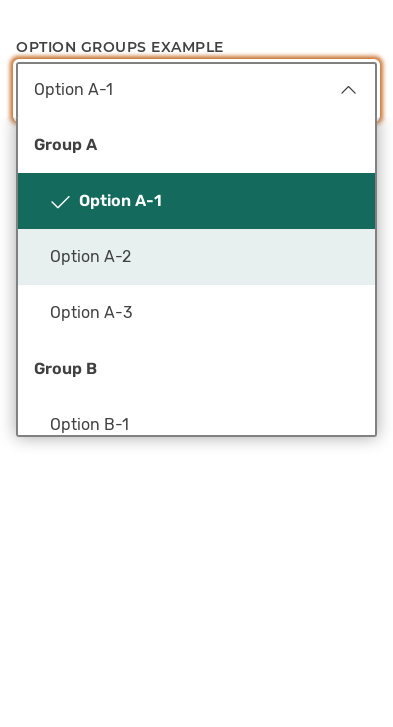 OPTION GROUPS EXAMPLE
Option A-1
Group A
Option A-1
Option A-2
Option A-3
Group B
Option B-1